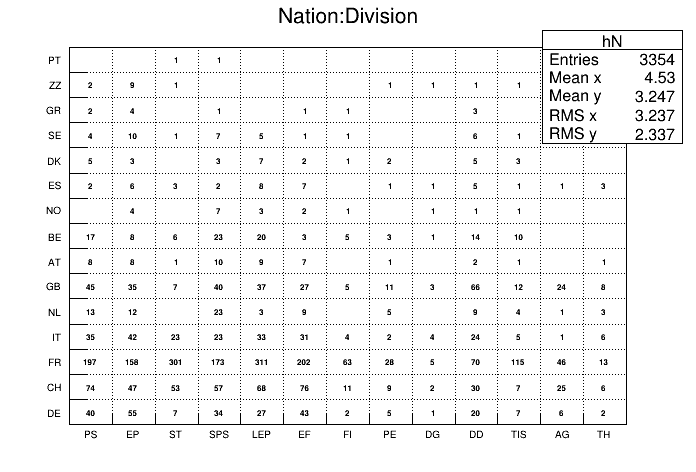 Nation:Division
hN
Entries 3354
Mean x 4.53
Mean y 3.247
RMS x 3.237
RMS y 2.337
PT 1 1
ZZ 2 9 1 1 1 1 1
GR 2 4 1 1 1 3
SE 4 10 1 7 5 1 1 6 1
DK 5 3 3 7 2 1 2 5 3
ES 2 6 3 2 8 7 1 1 5 1 1 3
NO 4 7 3 2 1 1 1 1
BE 17 8 6 23 20 3 5 3 1 14 10
AT 8 8 1 10 9 7 1 2 1 1
GB 45 35 7 40 37 27 5 11 3 66 12 24 8
NL 13 12 23 3 9 5 9 4 1 3
IT 35 42 23 23 33 31 4 2 4 24 5 1 6
FR 197 158 301 173 311 202 63 28 5 70 115 46 13
CH 74 47 53 57 68 76 11 9 2 30 7 25 6
DE 40 55 7 34 27 43 2 5 1 20 7 6 2
PS EP ST SPS LEP EF FI PE DG DD TIS AG TH